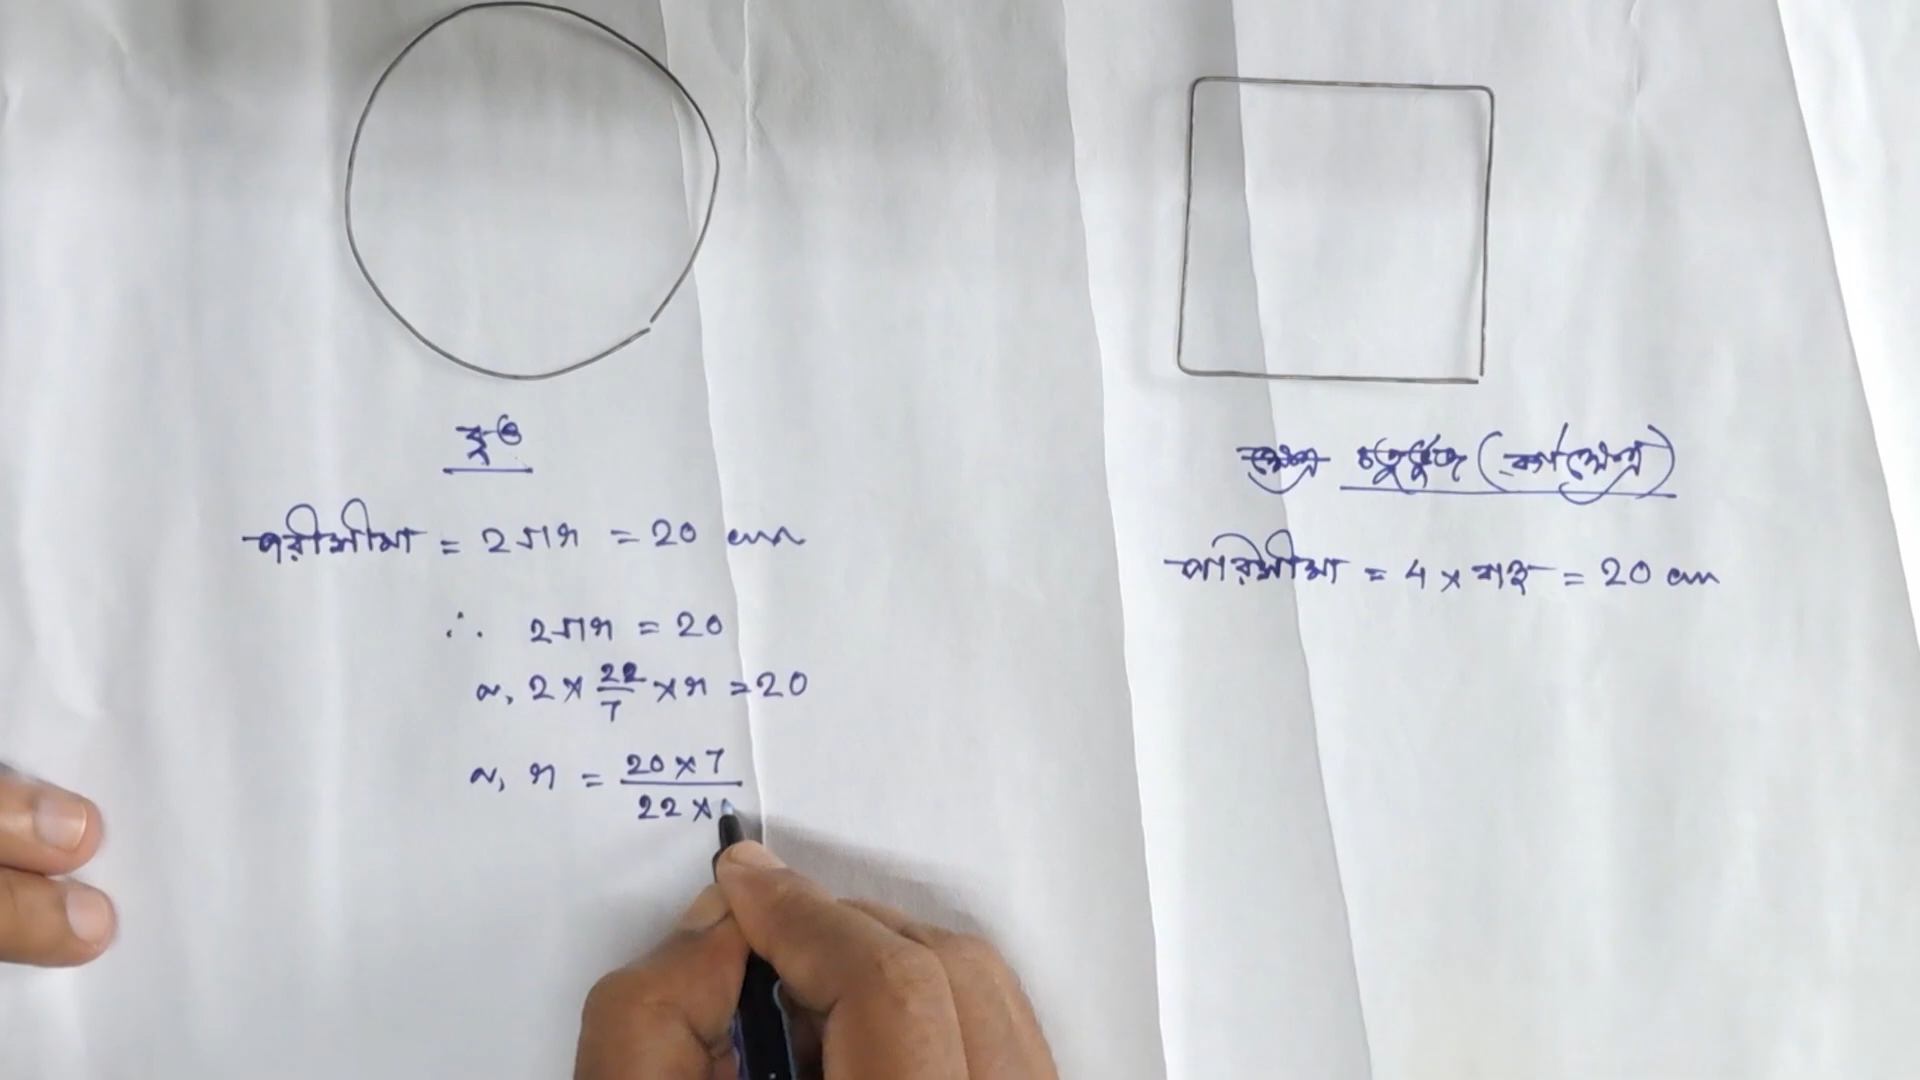 বৃত্ত
পরীসীমা = 2πr = 20 cm
∴ 2πr = 20
বা, 2 × 22/7 × r = 20
বা, r = 20 × 7 / 22 ×
চতুর্ভুজ (বর্গক্ষেত্র)
পরিসীমা = 4 × বাহু = 20 cm